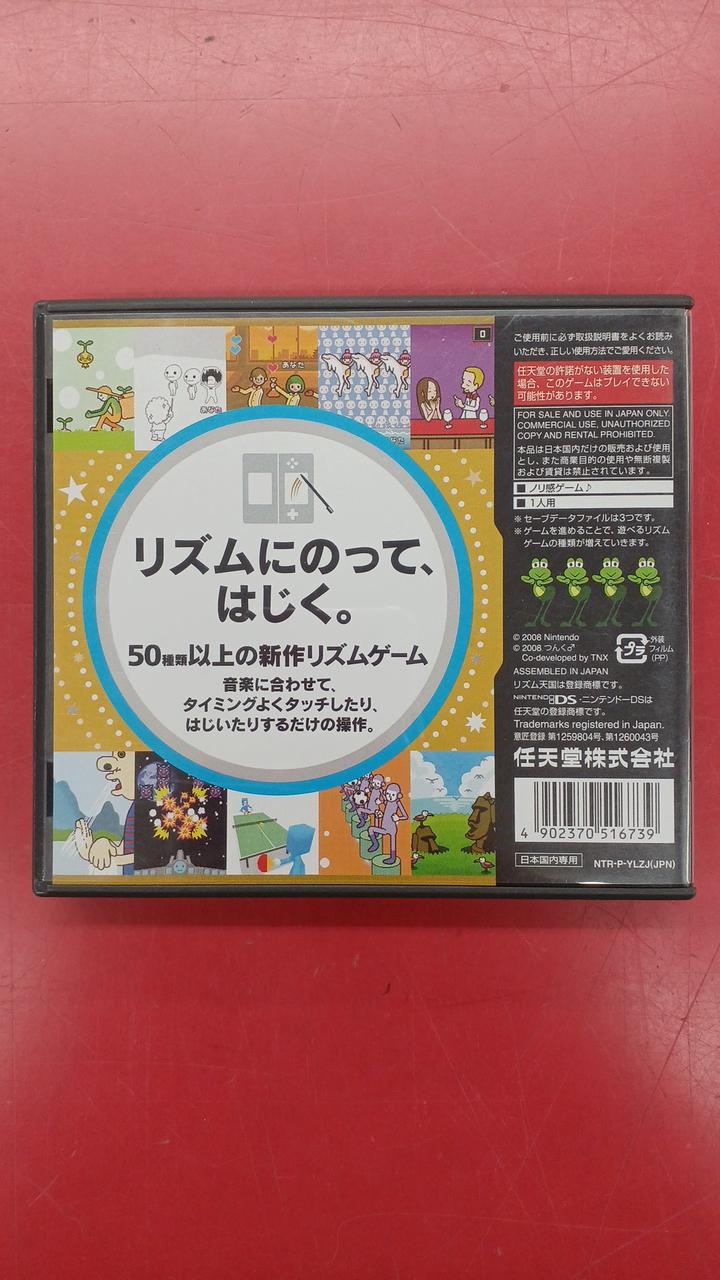 あなた
あなた
なた
0
リズムにのって、
はじく。
50種類以上の新作リズムゲーム
音楽に合わせて、
タイミングよくタッチしたり、
はじいたりするだけの操作。
ご使用前に必ず取扱説明書をよくお読み
いただき、正しい使用方法でご愛用ください。
任天堂の許諾がない装置を使用した
場合、このゲームはプレイできない
可能性があります。
FOR SALE AND USE IN JAPAN ONLY.
COMMERCIAL USE, UNAUTHORIZED
COPY AND RENTAL PROHIBITED.
本品は日本国内だけの販売および使用
とし、また商業目的の使用や無断複製
および賃貸は禁止されています。
■ノリ感ゲーム♪
■1人用
※セーブデータファイルは3つです。
※ゲームを進めることで、遊べるリズム
ゲームの種類が増えていきます。
© 2008 Nintendo
© 2008 つんく♂
Co-developed by TNX
プラ
外装
フィルム
(PP)
ASSEMBLED IN JAPAN
リズム天国は登録商標です。
NINTENDO DS・ニンテンドーDSは
任天堂の登録商標です。
Trademarks registered in Japan.
意匠登録 第1259804号、第1260043号
任天堂株式会社
4 902370 516739
日本国内専用
NTR-P-YLZJ(JPN)